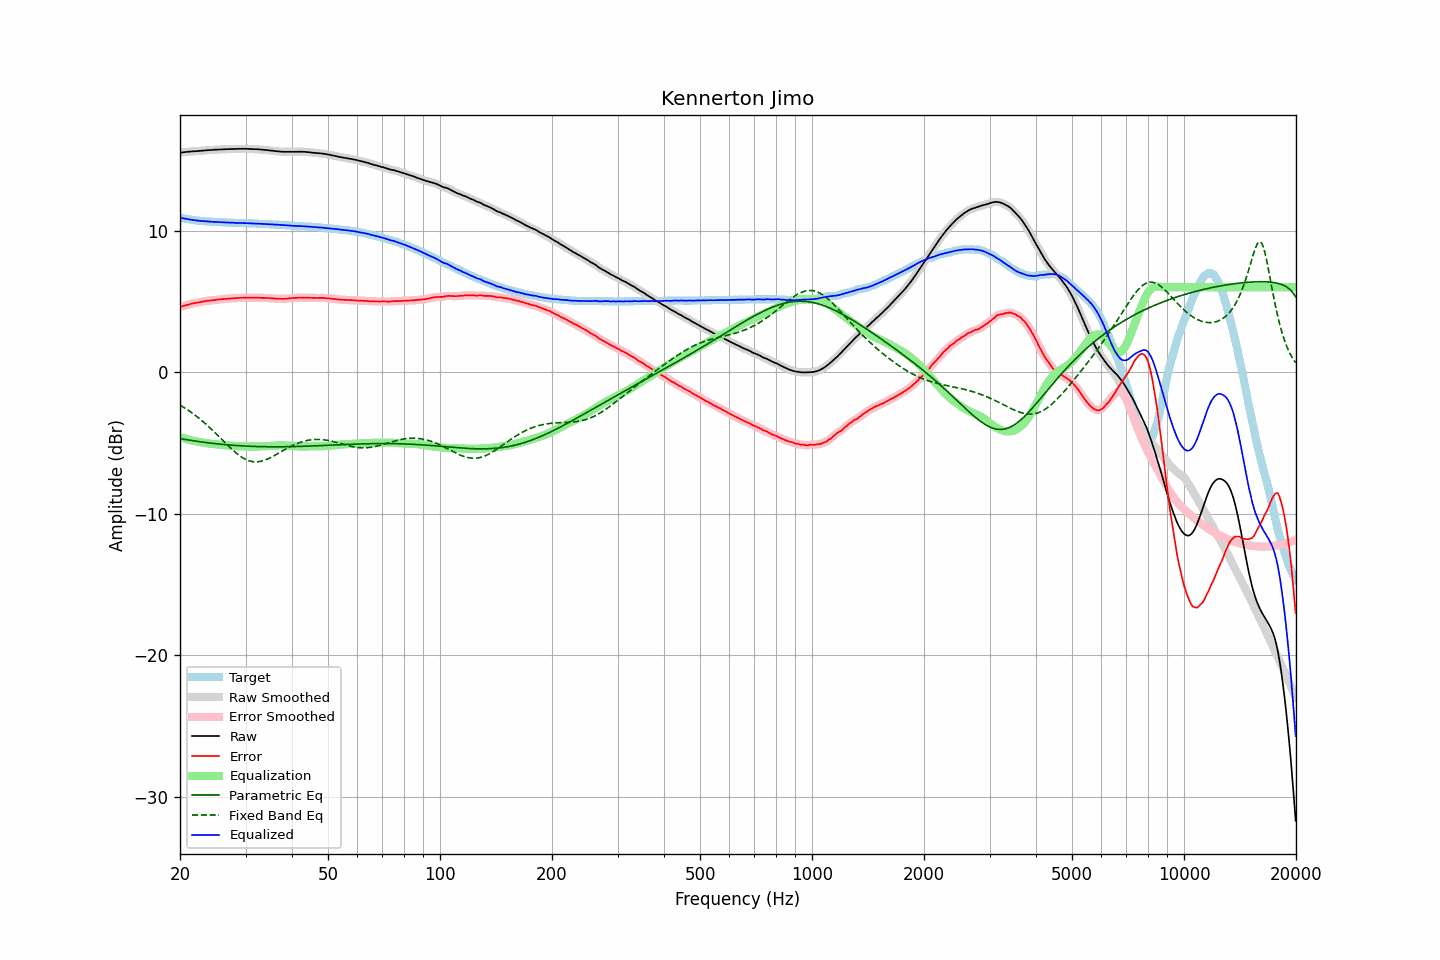 Kennerton Jimo
Amplitude (dBr)
10
0
−10
−20
−30
Target
Raw Smoothed
Error Smoothed
Raw
Error
Equalization
Parametric Eq
Fixed Band Eq
Equalized
20 50 100 200 500 1000 2000 5000 10000 20000
Frequency (Hz)